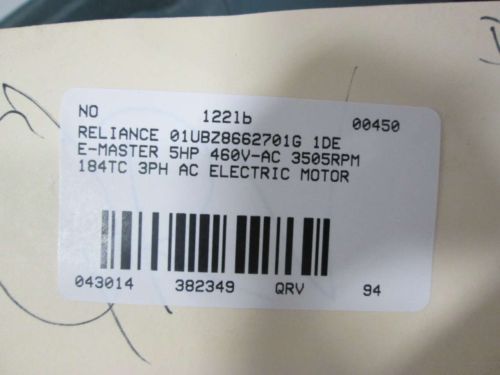 NO 122lb 00450
RELIANCE 01UBZ8662701G 1DE
E-MASTER 5HP 460V-AC 3505RPM
184TC 3PH AC ELECTRIC MOTOR
043014 382349 QRV 94